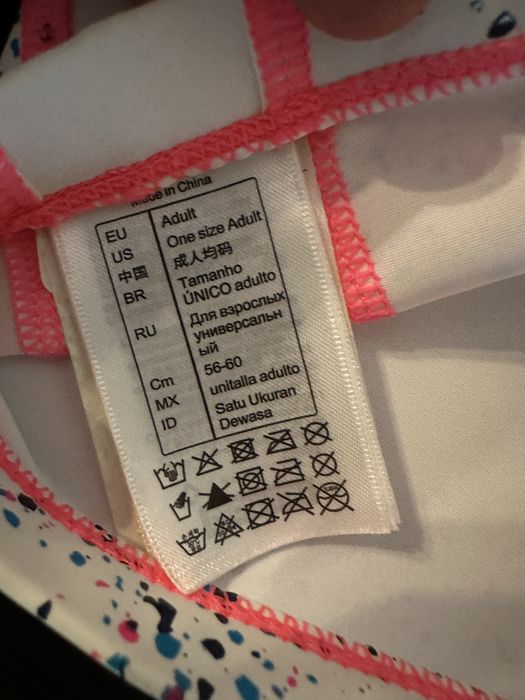 Made in China
EU Adult
US One size Adult
中国 成人均码
BR Tamanho
ÚNICO adulto
RU Для взрослых
универсальн
ый
Cm 56-60
MX unitalla adulto
ID Satu Ukuran
Dewasa